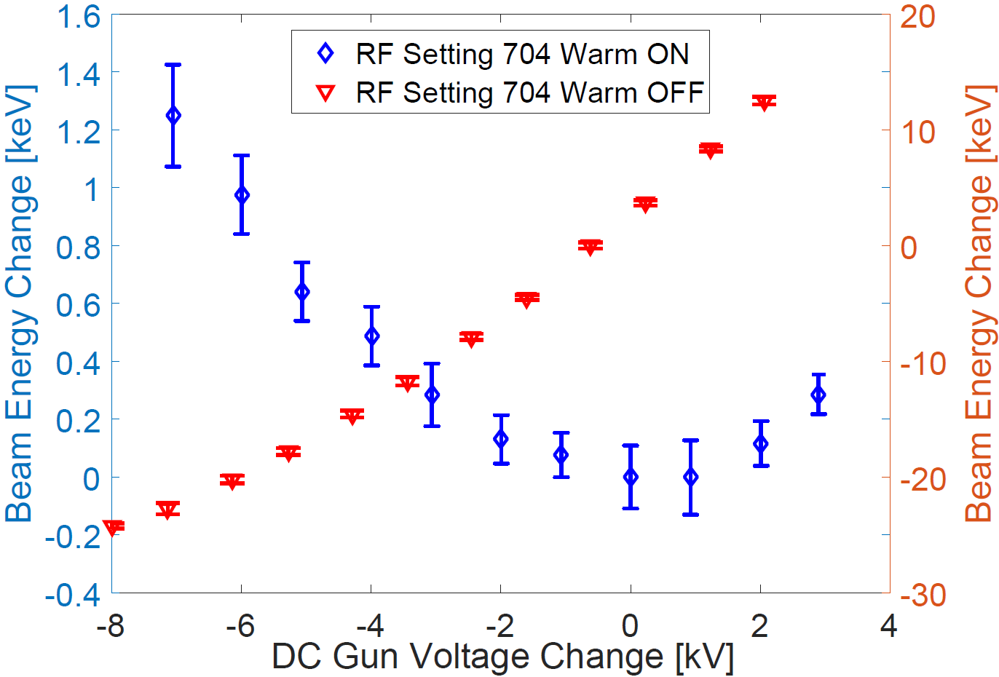 RF Setting 704 Warm ON
RF Setting 704 Warm OFF
Beam Energy Change [keV]
1.6
1.4
1.2
1
0.8
0.6
0.4
0.2
0
-0.2
-0.4
20
10
0
-10
-20
-30
Beam Energy Change [keV]
-8 -6 -4 -2 0 2 4
DC Gun Voltage Change [kV]